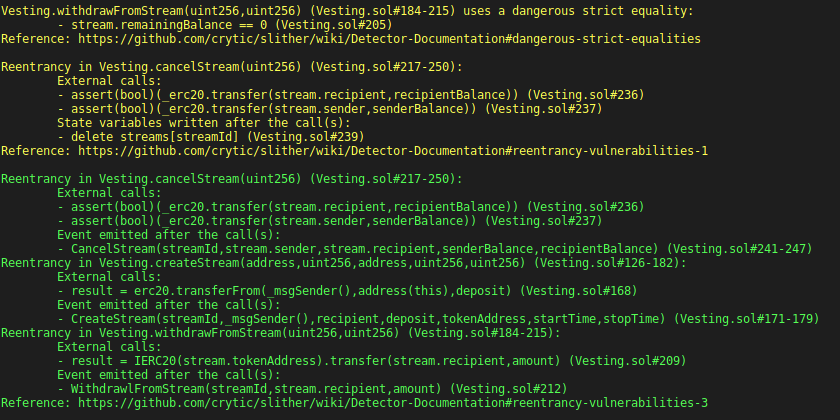 Vesting.withdrawFromStream(uint256,uint256) (Vesting.sol#184-215) uses a dangerous strict equality:
- stream.remainingBalance == 0 (Vesting.sol#205)
Reference: https://github.com/crytic/slither/wiki/Detector-Documentation#dangerous-strict-equalities
Reentrancy in Vesting.cancelStream(uint256) (Vesting.sol#217-250):
External calls:
- assert(bool)(_erc20.transfer(stream.recipient,recipientBalance)) (Vesting.sol#236)
- assert(bool)(_erc20.transfer(stream.sender,senderBalance)) (Vesting.sol#237)
State variables written after the call(s):
- delete streams[streamId] (Vesting.sol#239)
Reference: https://github.com/crytic/slither/wiki/Detector-Documentation#reentrancy-vulnerabilities-1
Reentrancy in Vesting.cancelStream(uint256) (Vesting.sol#217-250):
External calls:
- assert(bool)(_erc20.transfer(stream.recipient,recipientBalance)) (Vesting.sol#236)
- assert(bool)(_erc20.transfer(stream.sender,senderBalance)) (Vesting.sol#237)
Event emitted after the call(s):
- CancelStream(streamId,stream.sender,stream.recipient,senderBalance,recipientBalance) (Vesting.sol#241-247)
Reentrancy in Vesting.createStream(address,uint256,address,uint256,uint256) (Vesting.sol#126-182):
External calls:
- result = erc20.transferFrom(_msgSender(),address(this),deposit) (Vesting.sol#168)
Event emitted after the call(s):
- CreateStream(streamId,_msgSender(),recipient,deposit,tokenAddress,startTime,stopTime) (Vesting.sol#171-179)
Reentrancy in Vesting.withdrawFromStream(uint256,uint256) (Vesting.sol#184-215):
External calls:
- result = IERC20(stream.tokenAddress).transfer(stream.recipient,amount) (Vesting.sol#209)
Event emitted after the call(s):
- WithdrawlFromStream(streamId,stream.recipient,amount) (Vesting.sol#212)
Reference: https://github.com/crytic/slither/wiki/Detector-Documentation#reentrancy-vulnerabilities-3